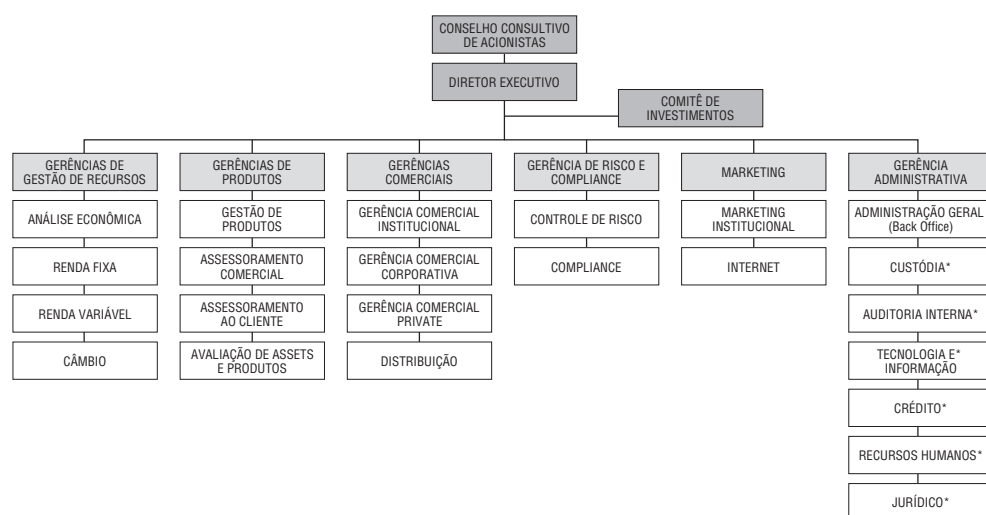 CONSELHO CONSULTIVO
DE ACIONISTAS
DIRETOR EXECUTIVO
COMITÊ DE
INVESTIMENTOS
GERÊNCIAS DE
GESTÃO DE RECURSOS
ANÁLISE ECONÔMICA
RENDA FIXA
RENDA VARIÁVEL
CÂMBIO
GERÊNCIAS DE
PRODUTOS
GESTÃO DE
PRODUTOS
ASSESSORAMENTO
COMERCIAL
ASSESSORAMENTO
AO CLIENTE
AVALIAÇÃO DE ASSETS
E PRODUTOS
GERÊNCIAS
COMERCIAIS
GERÊNCIA COMERCIAL
INSTITUCIONAL
GERÊNCIA COMERCIAL
CORPORATIVA
GERÊNCIA COMERCIAL
PRIVATE
DISTRIBUIÇÃO
GERÊNCIA DE RISCO E
COMPLIANCE
CONTROLE DE RISCO
COMPLIANCE
MARKETING
MARKETING
INSTITUCIONAL
INTERNET
GERÊNCIA
ADMINISTRATIVA
ADMINISTRAÇÃO GERAL
(Back Office)
CUSTÓDIA*
AUDITORIA INTERNA*
TECNOLOGIA E*
INFORMAÇÃO
CRÉDITO*
RECURSOS HUMANOS*
JURÍDICO*